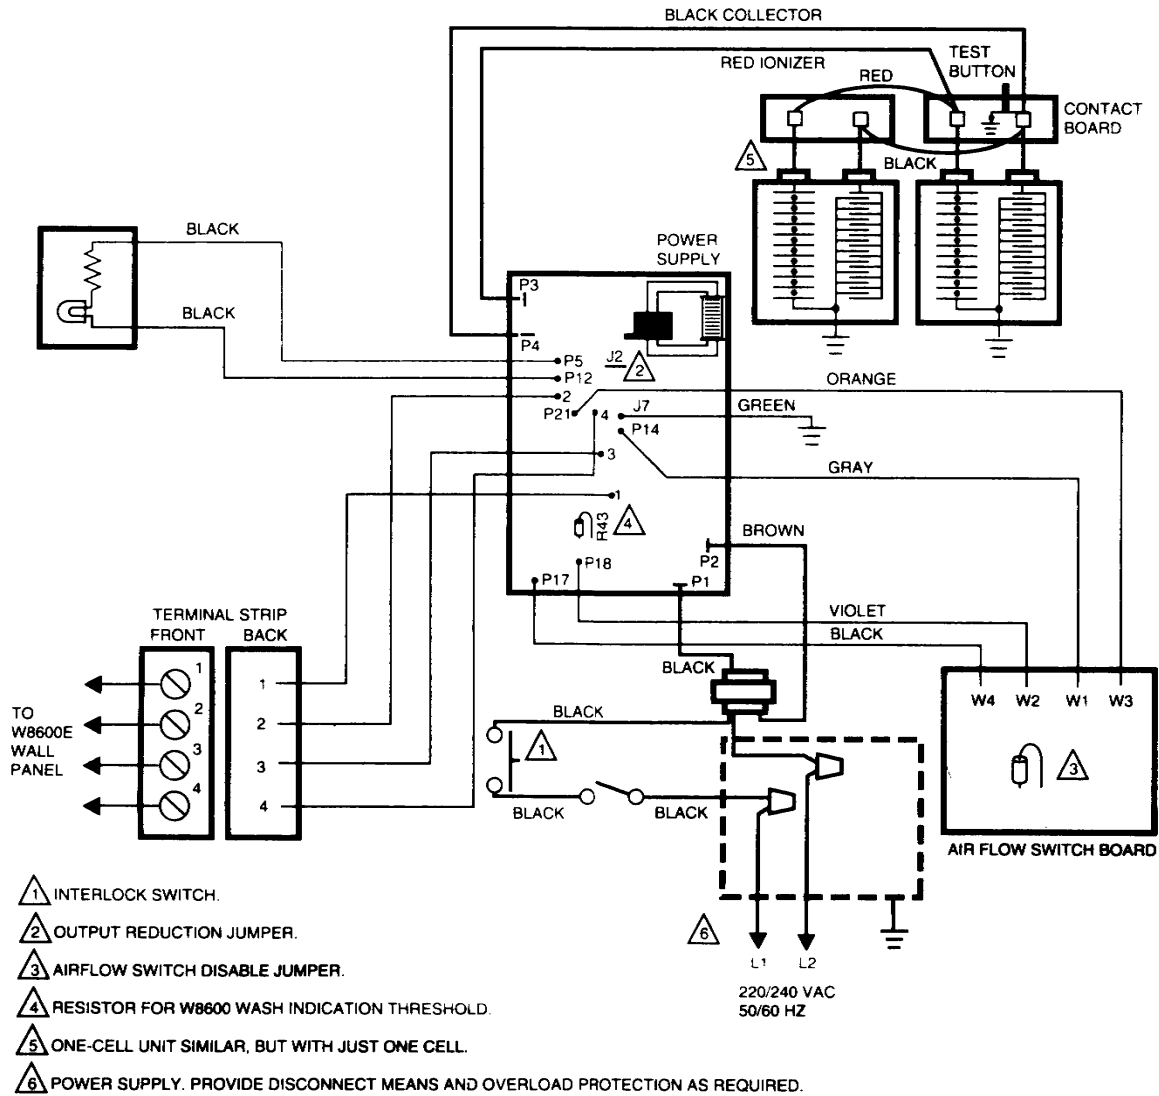 BLACK COLLECTOR
RED IONIZER
TEST
BUTTON
RED
CONTACT
BOARD
BLACK
5
BLACK
POWER
SUPPLY
BLACK
P3
P4
J2
2
P5
P12
2
P21
4
J7
P14
3
1
R43
4
ORANGE
GREEN
GRAY
BROWN
P2
P18
P17
P1
VIOLET
BLACK
BLACK
TERMINAL STRIP
FRONT BACK
1
2
3
4
1
2
3
4
TO
W8600E
WALL
PANEL
BLACK
1
BLACK
BLACK
W4 W2 W1 W3
3
AIR FLOW SWITCH BOARD
6
L1 L2
220/240 VAC
50/60 HZ
1 INTERLOCK SWITCH.
2 OUTPUT REDUCTION JUMPER.
3 AIRFLOW SWITCH DISABLE JUMPER.
4 RESISTOR FOR W8600 WASH INDICATION THRESHOLD.
5 ONE-CELL UNIT SIMILAR, BUT WITH JUST ONE CELL.
6 POWER SUPPLY. PROVIDE DISCONNECT MEANS AND OVERLOAD PROTECTION AS REQUIRED.